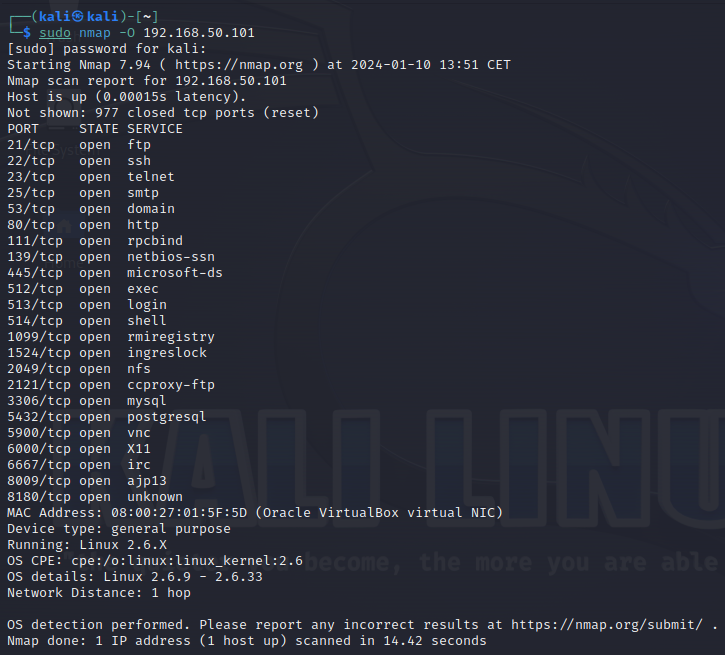 ┌──(kali㉿kali)-[~]
└─$ sudo nmap -O 192.168.50.101
[sudo] password for kali:
Starting Nmap 7.94 ( https://nmap.org ) at 2024-01-10 13:51 CET
Nmap scan report for 192.168.50.101
Host is up (0.00015s latency).
Not shown: 977 closed tcp ports (reset)
PORT     STATE SERVICE
21/tcp   open  ftp
22/tcp   open  ssh
23/tcp   open  telnet
25/tcp   open  smtp
53/tcp   open  domain
80/tcp   open  http
111/tcp  open  rpcbind
139/tcp  open  netbios-ssn
445/tcp  open  microsoft-ds
512/tcp  open  exec
513/tcp  open  login
514/tcp  open  shell
1099/tcp open  rmiregistry
1524/tcp open  ingreslock
2049/tcp open  nfs
2121/tcp open  ccproxy-ftp
3306/tcp open  mysql
5432/tcp open  postgresql
5900/tcp open  vnc
6000/tcp open  X11
6667/tcp open  irc
8009/tcp open  ajp13
8180/tcp open  unknown
MAC Address: 08:00:27:01:5F:5D (Oracle VirtualBox virtual NIC)
Device type: general purpose
Running: Linux 2.6.X
OS CPE: cpe:/o:linux:linux_kernel:2.6
OS details: Linux 2.6.9 - 2.6.33
Network Distance: 1 hop
OS detection performed. Please report any incorrect results at https://nmap.org/submit/ .
Nmap done: 1 IP address (1 host up) scanned in 14.42 seconds
KALI LINU
become, the more you are able